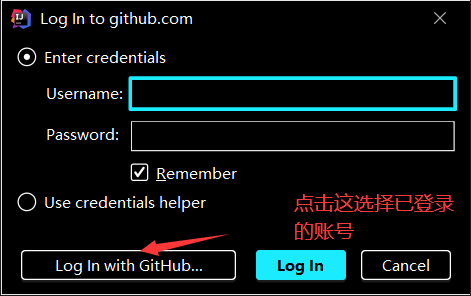 Log In to github.com
Enter credentials
Username:
Password:
Remember
Use credentials helper
点击这选择已登录
的账号
Log In with GitHub...
Log In
Cancel